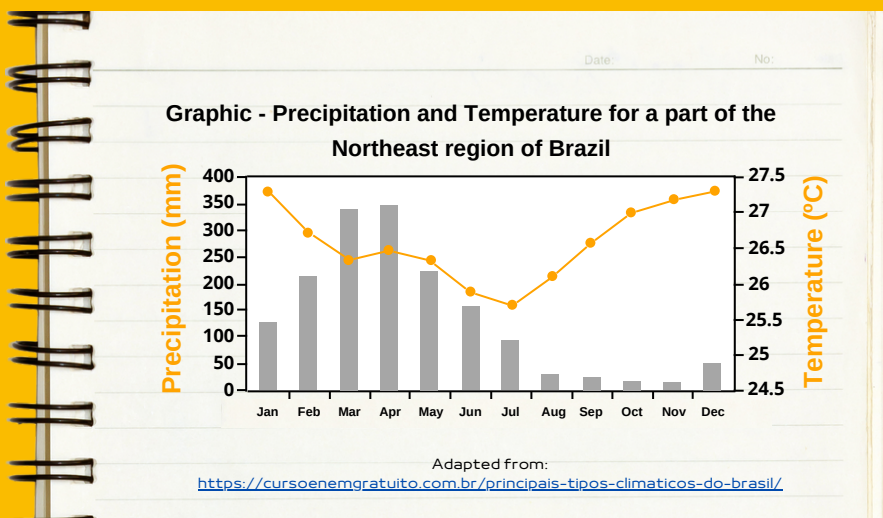 Date:
No:
Graphic - Precipitation and Temperature for a part of the
Northeast region of Brazil
Precipitation (mm)
400
350
300
250
200
150
100
50
0
27.5
27
26.5
26
25.5
25
24.5
Temperature (ºC)
Jan Feb Mar Apr May Jun Jul Aug Sep Oct Nov Dec
Adapted from:
https://cursoenemgratuito.com.br/principais-tipos-climaticos-do-brasil/